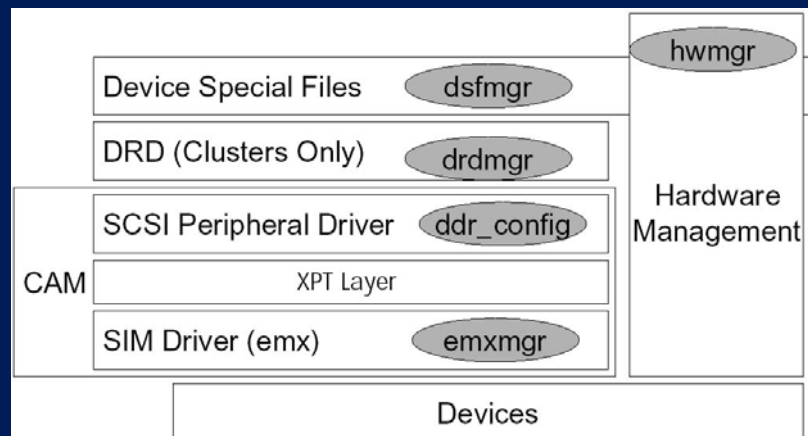 hwmgr
Device Special Files dsfmgr
DRD (Clusters Only) drdmgr
Hardware
Management
SCSI Peripheral Driver ddr_config
CAM
XPT Layer
SIM Driver (emx) emxmgr
Devices